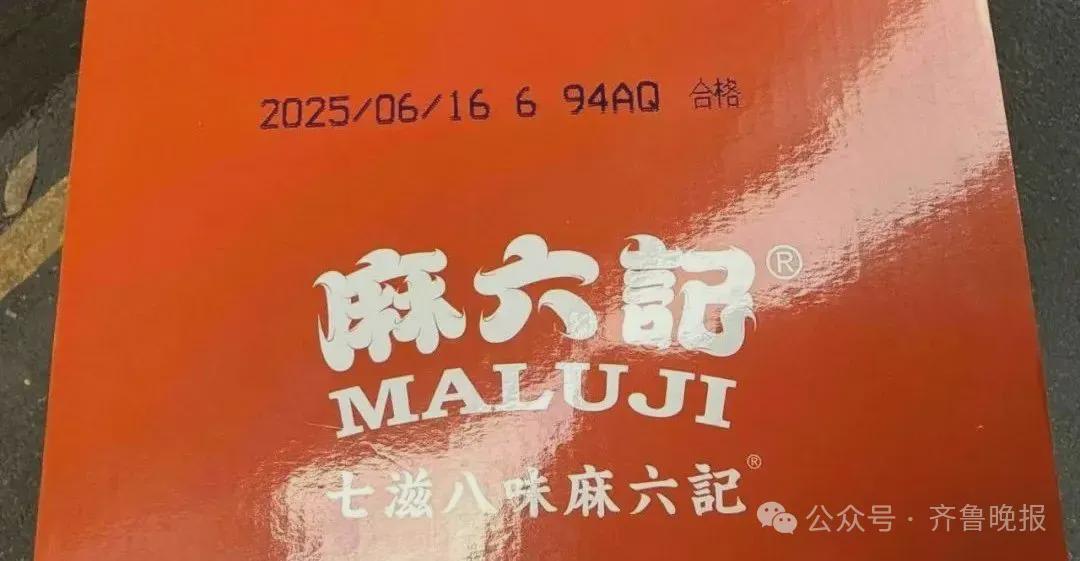 2025/06/16 6 94AQ 合格
麻六記®
MALUJI
七滋八味麻六記®
公众号 · 齐鲁晚报